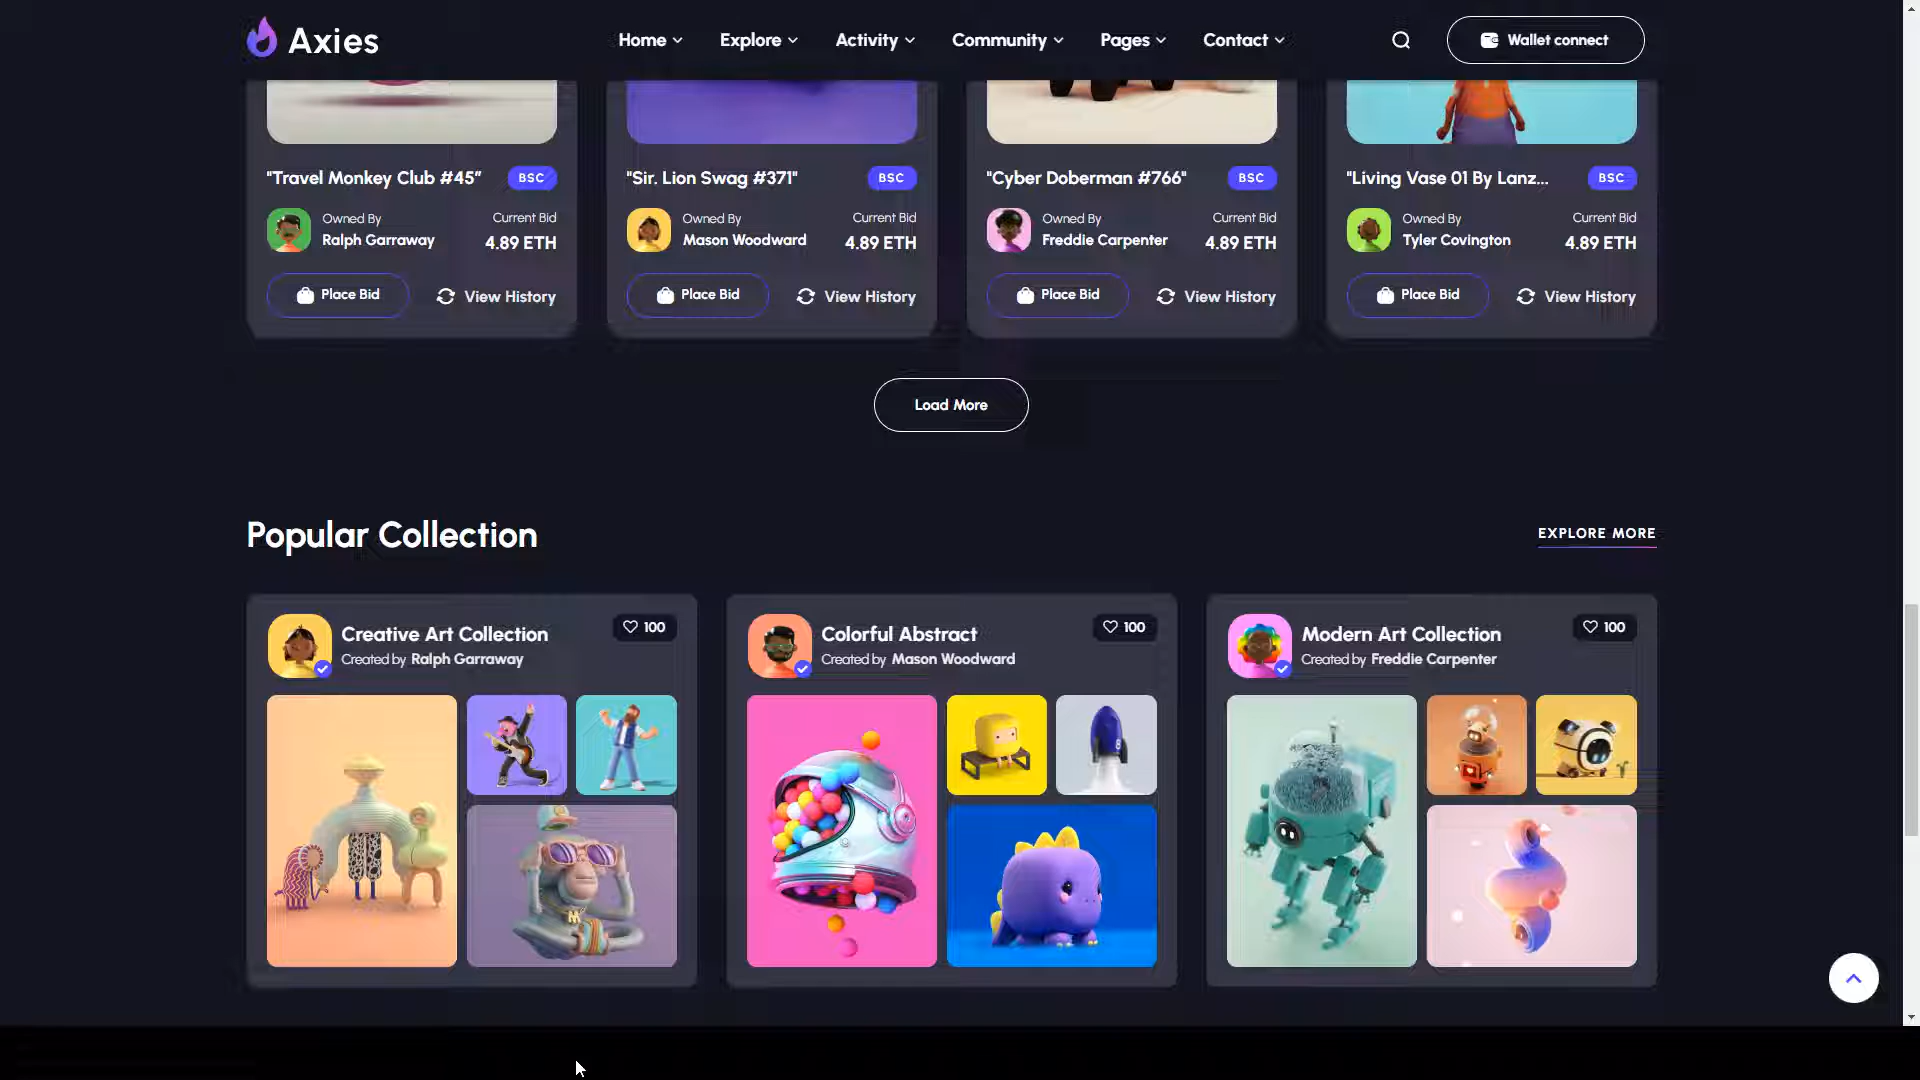 Axies
Home Explore Activity Community Pages Contact Wallet connect
"Travel Monkey Club #45" BSC
Owned By Current Bid
Ralph Garraway 4.89 ETH
Place Bid View History
"Sir. Lion Swag #371" BSC
Owned By Current Bid
Mason Woodward 4.89 ETH
Place Bid View History
"Cyber Doberman #766" BSC
Owned By Current Bid
Freddie Carpenter 4.89 ETH
Place Bid View History
"Living Vase 01 By Lanz... BSC
Owned By Current Bid
Tyler Covington 4.89 ETH
Place Bid View History
Load More
Popular Collection EXPLORE MORE
Creative Art Collection 100
Created by Ralph Garraway
Colorful Abstract 100
Created by Mason Woodward
Modern Art Collection 100
Created by Freddie Carpenter